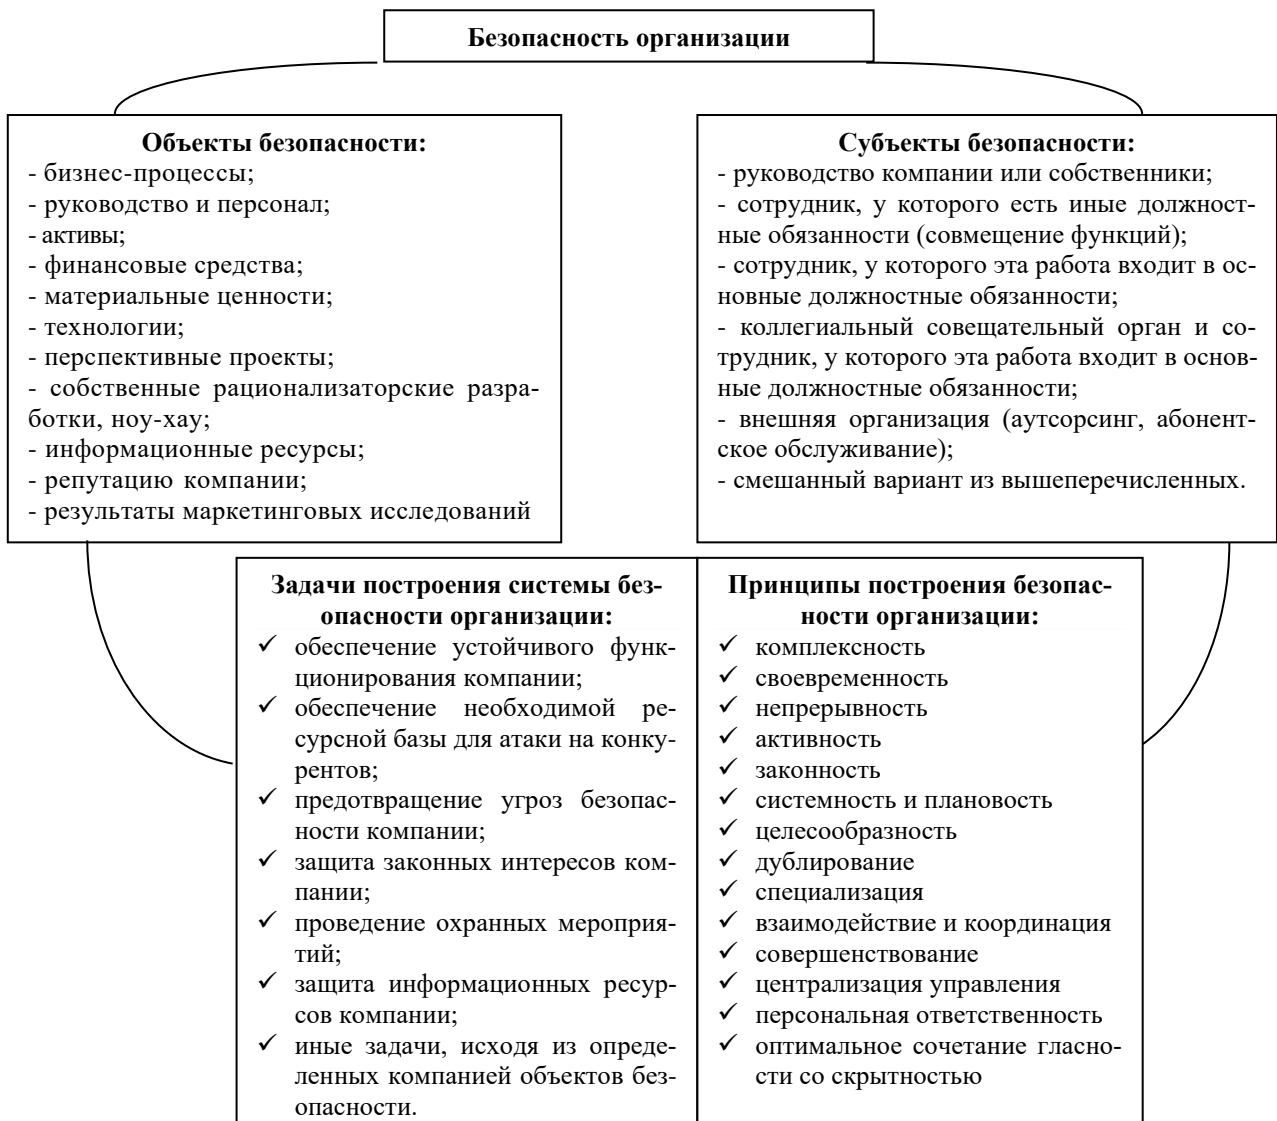 Безопасность организации
Объекты безопасности:
- бизнес-процессы;
- руководство и персонал;
- активы;
- финансовые средства;
- материальные ценности;
- технологии;
- перспективные проекты;
- собственные рационализаторские разра-
ботки, ноу-хау;
- информационные ресурсы;
- репутацию компании;
- результаты маркетинговых исследований
Субъекты безопасности:
- руководство компании или собственники;
- сотрудник, у которого есть иные должност-
ные обязанности (совмещение функций);
- сотрудник, у которого эта работа входит в ос-
новные должностные обязанности;
- коллегиальный совещательный орган и со-
трудник, у которого эта работа входит в основ-
ные должностные обязанности;
- внешняя организация (аутсорсинг, абонент-
ское обслуживание);
- смешанный вариант из вышеперечисленных.
Задачи построения системы без-
опасности организации:
✓ обеспечение устойчивого функ-
ционирования компании;
✓ обеспечение необходимой ре-
сурсной базы для атаки на конку-
рентов;
✓ предотвращение угроз безопас-
ности компании;
✓ защита законных интересов ком-
пании;
✓ проведение охранных мероприя-
тий;
✓ защита информационных ресур-
сов компании;
✓ иные задачи, исходя из опреде-
ленных компанией объектов без-
опасности.
Принципы построения безопас-
ности организации:
✓ комплексность
✓ своевременность
✓ непрерывность
✓ активность
✓ законность
✓ системность и плановость
✓ целесообразность
✓ дублирование
✓ специализация
✓ взаимодействие и координация
✓ совершенствование
✓ централизация управления
✓ персональная ответственность
✓ оптимальное сочетание гласно-
сти со скрытностью